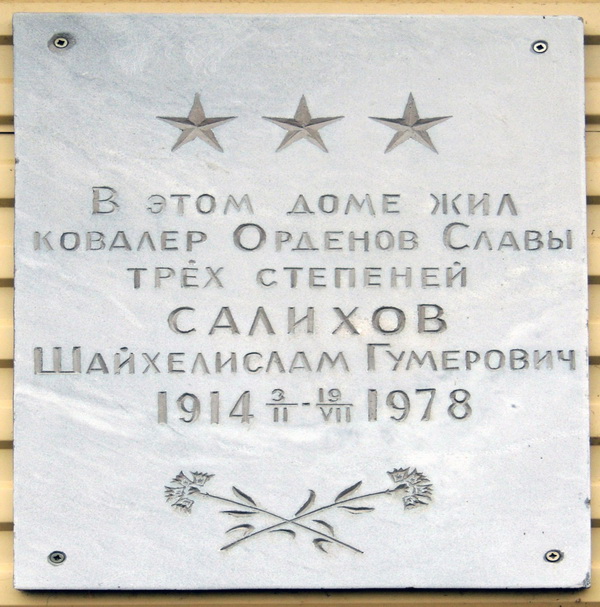 В этом доме жил
ковалер Орденов Славы
трёх степеней
САЛИХОВ
Шайхелислам Гумерович
1914 3/II - 19/VII 1978